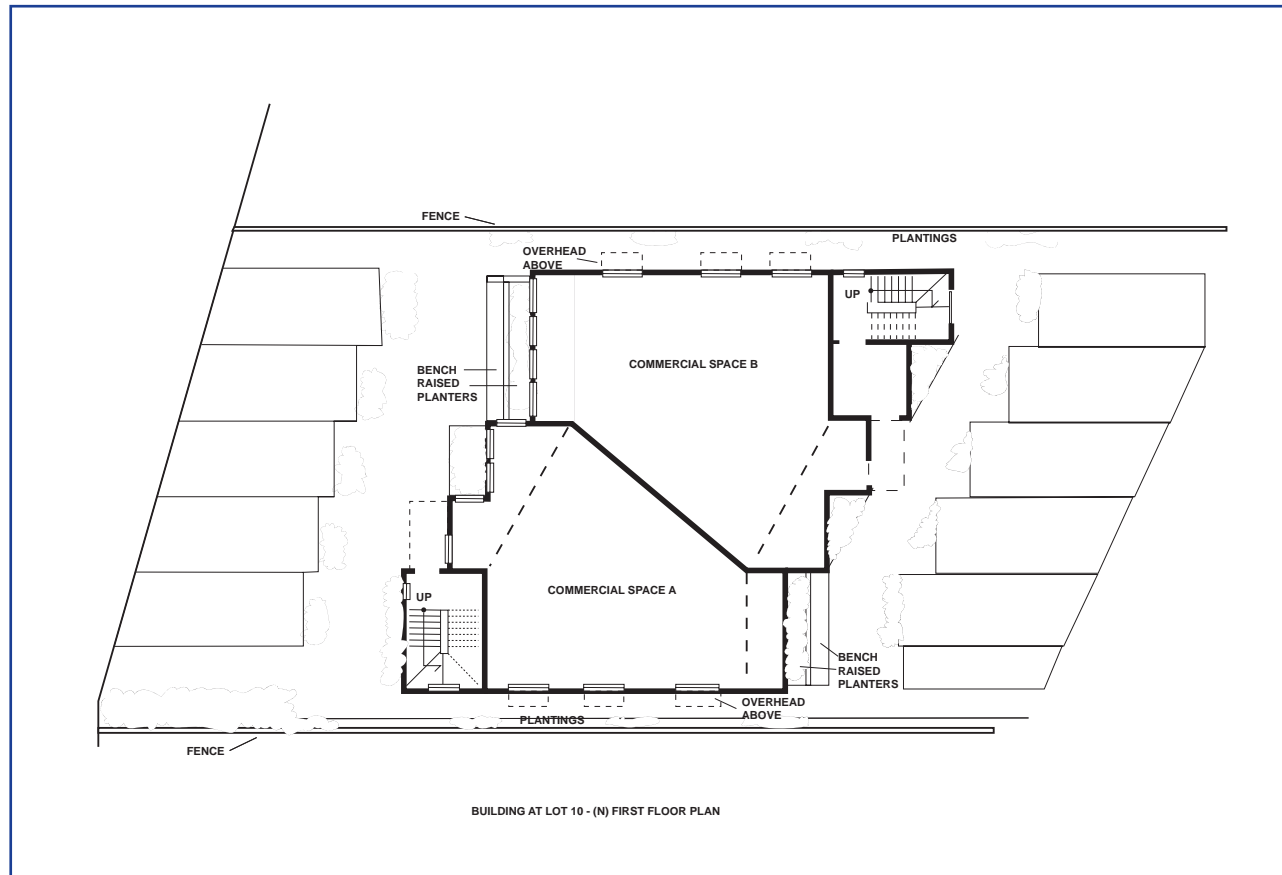 FENCE
PLANTINGS
OVERHEAD
ABOVE
UP
COMMERCIAL SPACE B
BENCH
RAISED
PLANTERS
COMMERCIAL SPACE A
UP
BENCH
RAISED
PLANTERS
OVERHEAD
ABOVE
PLANTINGS
FENCE
BUILDING AT LOT 10 - (N) FIRST FLOOR PLAN